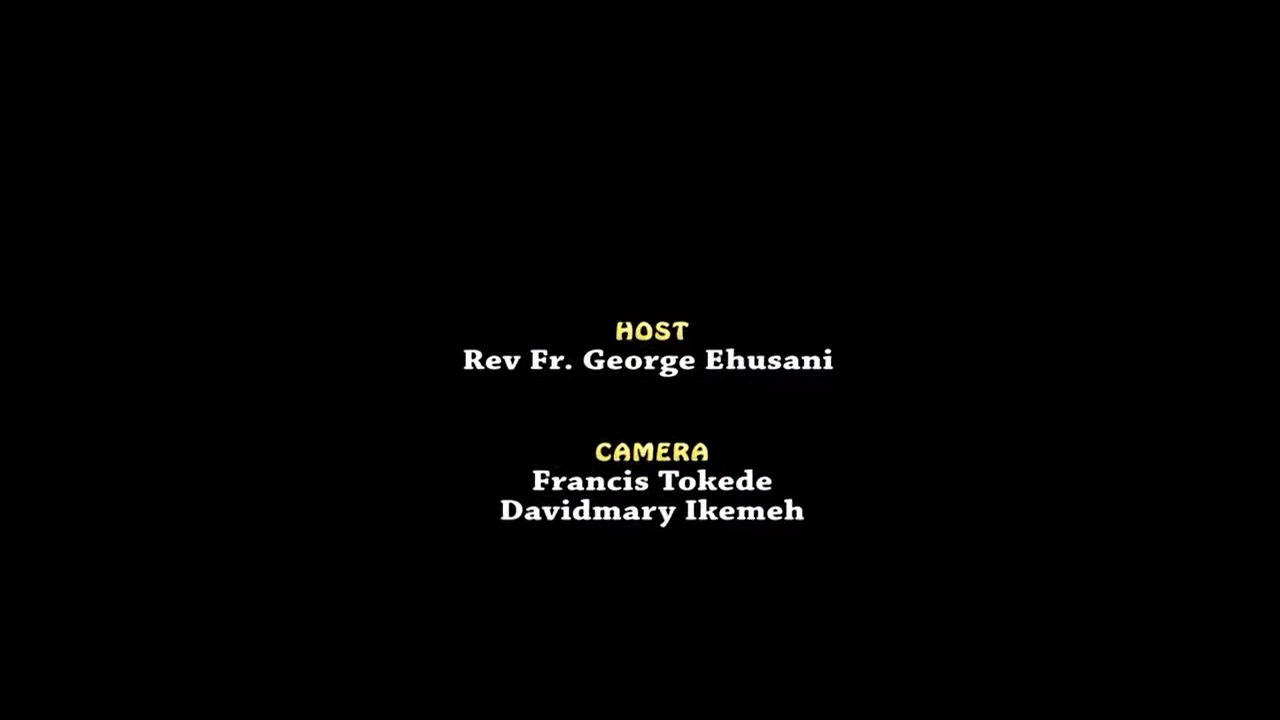 HOST
Rev Fr. George Ehusani
CAMERA
Francis Tokede
Davidmary Ikemeh